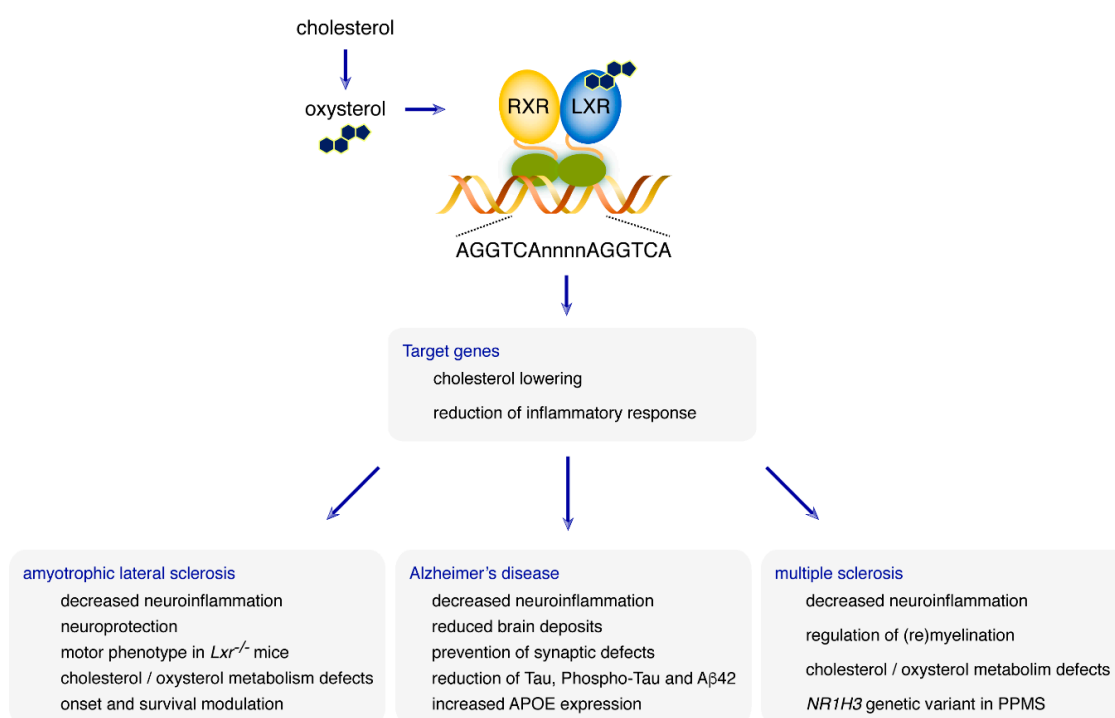 cholesterol
oxysterol
RXR
LXR
AGGTCAnnnnAGGTCA
Target genes
cholesterol lowering
reduction of inflammatory response
amyotrophic lateral sclerosis
decreased neuroinflammation
neuroprotection
motor phenotype in Lxr-/- mice
cholesterol / oxysterol metabolism defects
onset and survival modulation
Alzheimer's disease
decreased neuroinflammation
reduced brain deposits
prevention of synaptic defects
reduction of Tau, Phospho-Tau and Aβ42
increased APOE expression
multiple sclerosis
decreased neuroinflammation
regulation of (re)myelination
cholesterol / oxysterol metabolim defects
NR1H3 genetic variant in PPMS